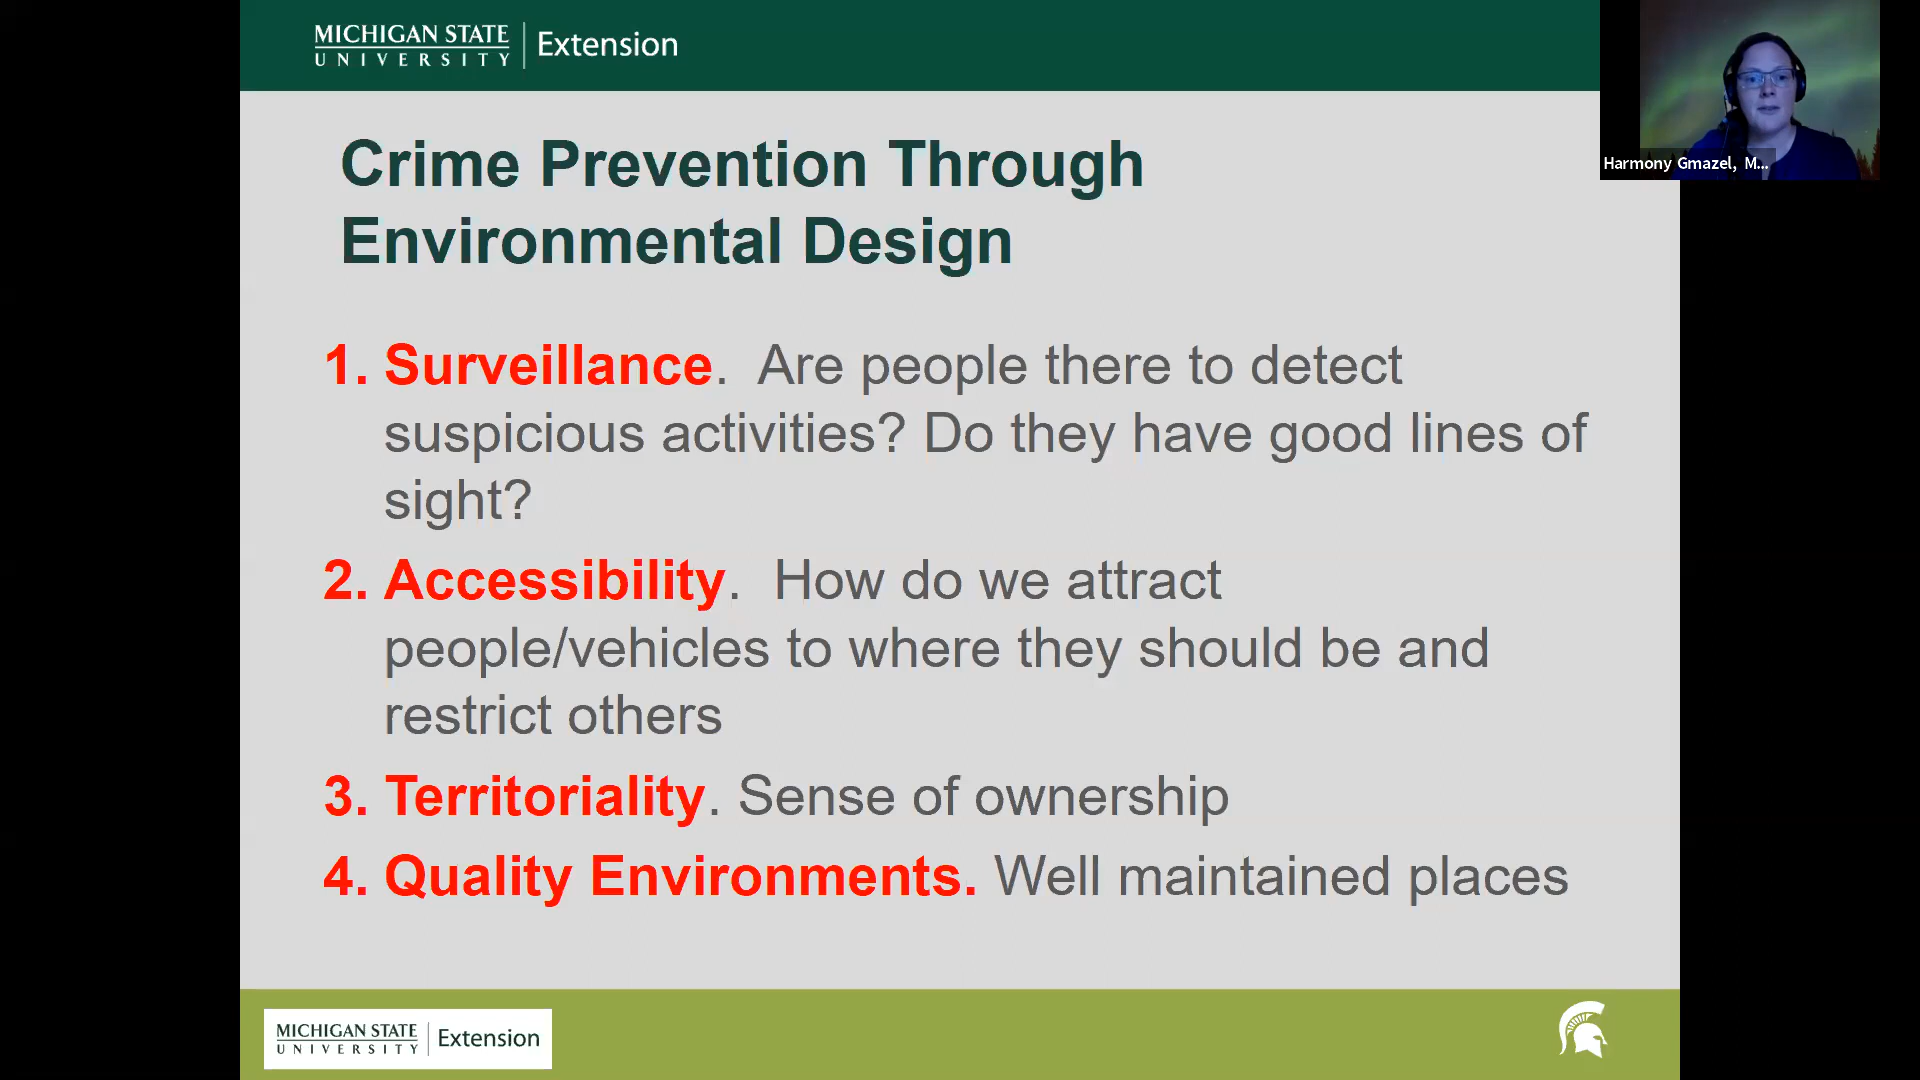 MICHIGAN STATE
UNIVERSITY
Extension
Harmony Gmazel, M...
Crime Prevention Through
Environmental Design
1. Surveillance. Are people there to detect
suspicious activities? Do they have good lines of
sight?
2. Accessibility. How do we attract
people/vehicles to where they should be and
restrict others
3. Territoriality. Sense of ownership
4. Quality Environments. Well maintained places
MICHIGAN STATE
UNIVERSITY
Extension